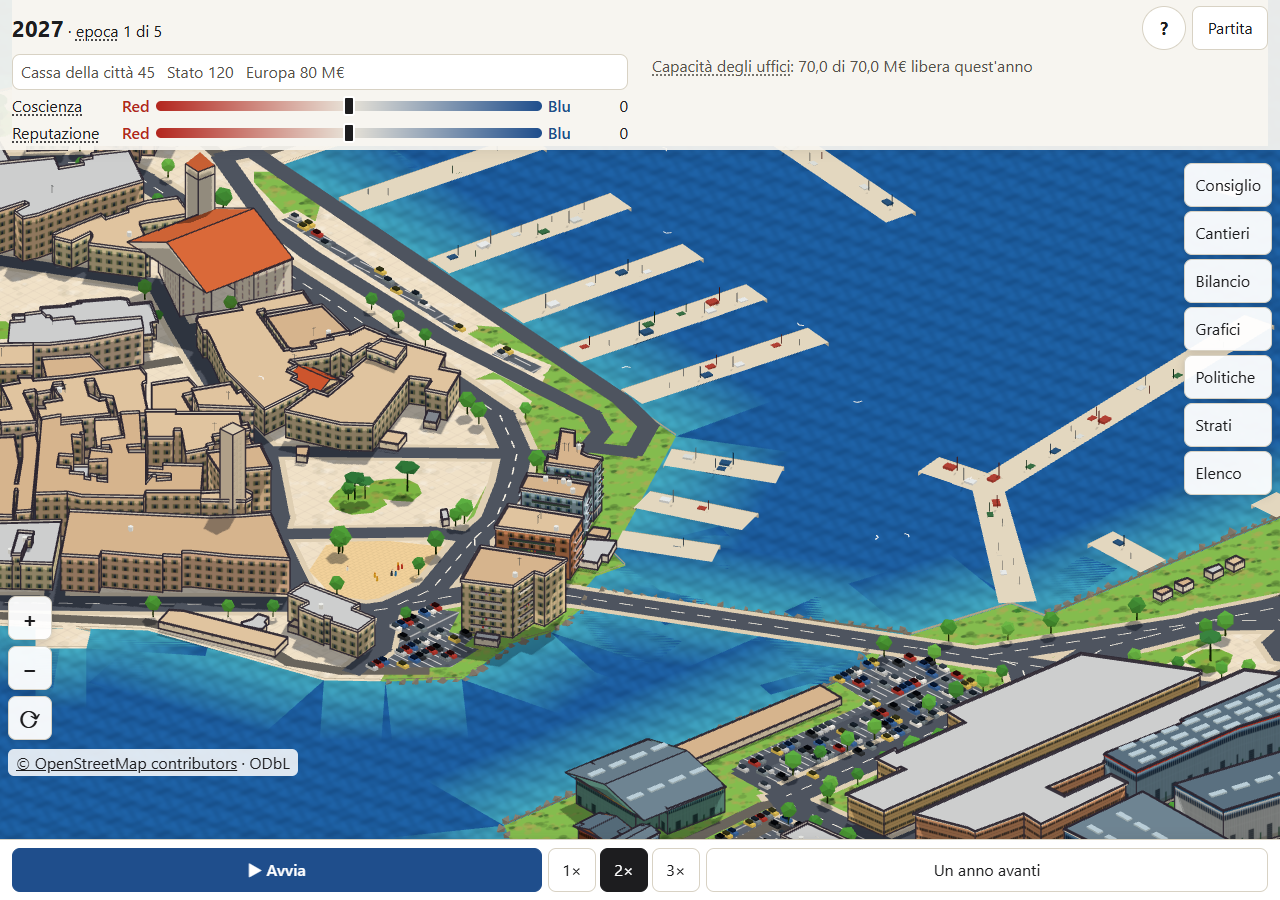 2027 · epoca 1 di 5
?
Partita
Cassa della città 45 Stato 120 Europa 80 M€
Capacità degli uffici: 70,0 di 70,0 M€ libera quest'anno
Coscienza Red Blu 0
Reputazione Red Blu 0
Consiglio
Cantieri
Bilancio
Grafici
Politiche
Strati
Elenco
+
−
© OpenStreetMap contributors · ODbL
▶ Avvia
1×
2×
3×
Un anno avanti